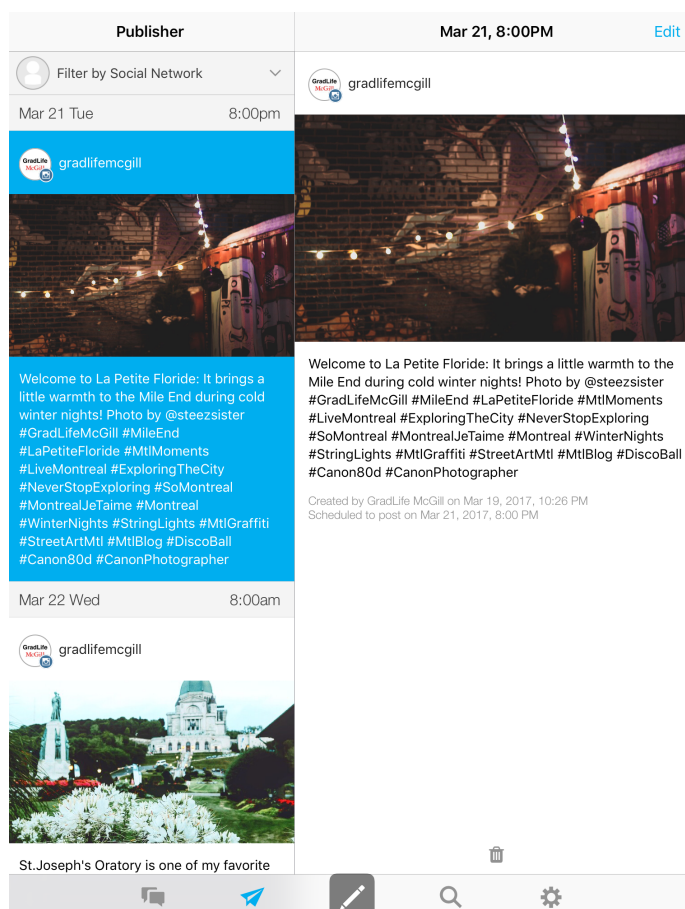 Publisher
Filter by Social Network
Mar 21 Tue 8:00pm
GradLife
McGill
gradlifemcgill
Welcome to La Petite Floride: It brings a
little warmth to the Mile End during cold
winter nights! Photo by @steezsister
#GradLifeMcGill #MileEnd
#LaPetiteFloride #MtlMoments
#LiveMontreal #ExploringTheCity
#NeverStopExploring #SoMontreal
#MontrealJeTaime #Montreal
#WinterNights #StringLights #MtlGraffiti
#StreetArtMtl #MtlBlog #DiscoBall
#Canon80d #CanonPhotographer
Mar 22 Wed 8:00am
GradLife
McGill
gradlifemcgill
St.Joseph's Oratory is one of my favorite
Mar 21, 8:00PM Edit
GradLife
McGill
gradlifemcgill
Welcome to La Petite Floride: It brings a little warmth to the
Mile End during cold winter nights! Photo by @steezsister
#GradLifeMcGill #MileEnd #LaPetiteFloride #MtlMoments
#LiveMontreal #ExploringTheCity #NeverStopExploring
#SoMontreal #MontrealJeTaime #Montreal #WinterNights
#StringLights #MtlGraffiti #StreetArtMtl #MtlBlog #DiscoBall
#Canon80d #CanonPhotographer
Created by GradLife McGill on Mar 19, 2017, 10:26 PM
Scheduled to post on Mar 21, 2017, 8:00 PM